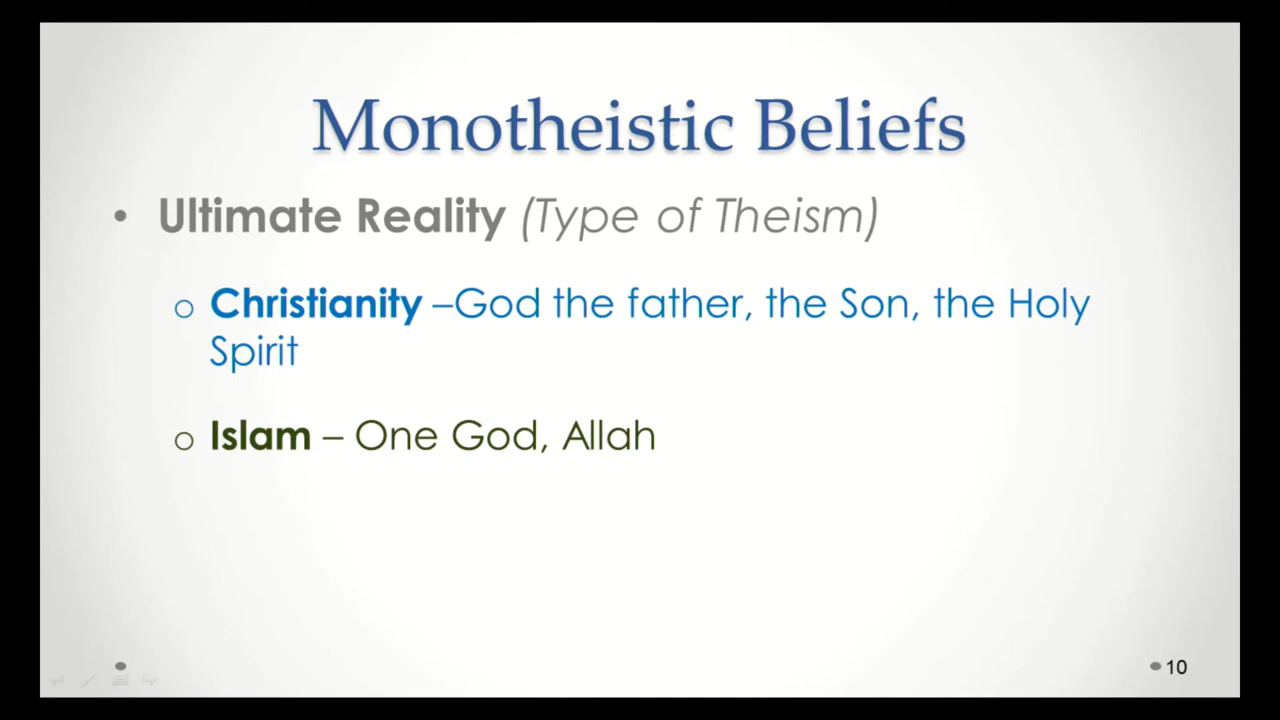 Monotheistic Beliefs
• Ultimate Reality (Type of Theism)
o Christianity –God the father, the Son, the Holy
Spirit
o Islam – One God, Allah
10